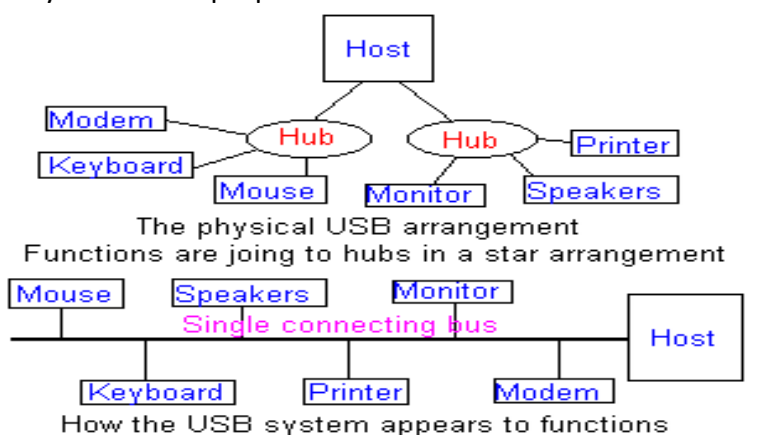 Host
Hub
Hub
Modem
Keyboard
Mouse
Monitor
Printer
Speakers
The physical USB arrangement
Functions are joing to hubs in a star arrangement
Mouse
Speakers
Monitor
Single connecting bus
Host
Keyboard
Printer
Modem
How the USB system appears to functions